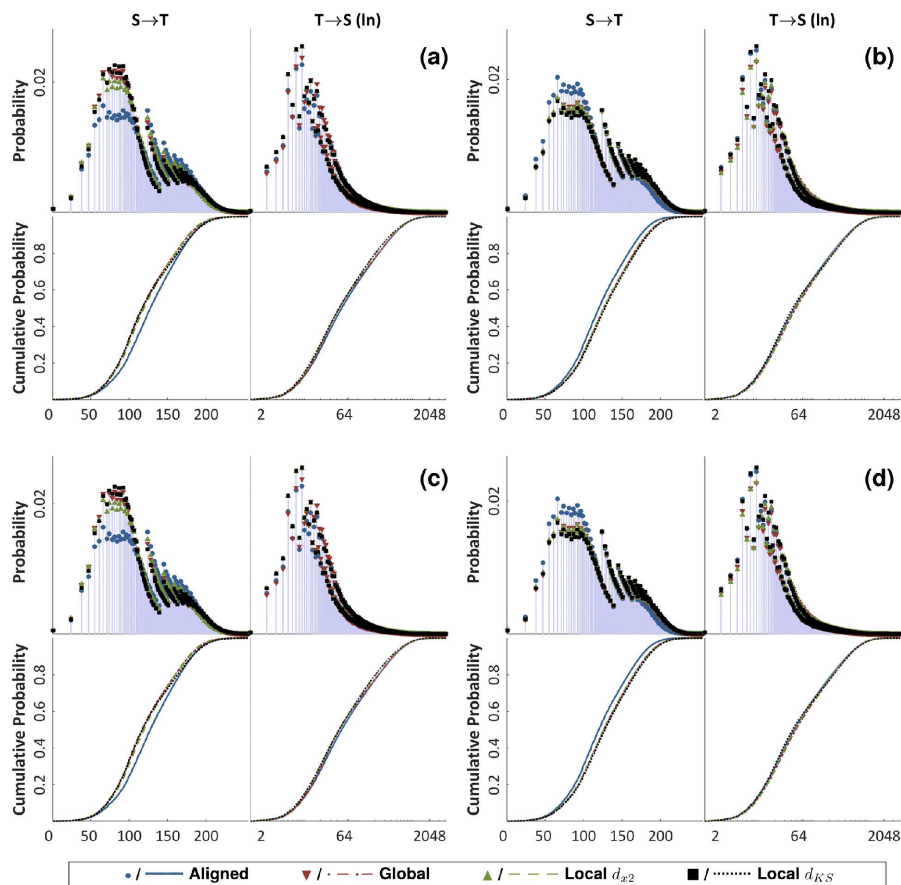 S→T T→S (ln) S→T T→S (ln)
(a) (b)
Probability 0.02 Probability 0.02
Cumulative Probability 0.8 0.6 0.4 0.2 Cumulative Probability 0.8 0.6 0.4 0.2
0 50 100 150 200 2 64 2048 0 50 100 150 200 2 64 2048
(c) (d)
Probability 0.02 Probability 0.02
Cumulative Probability 0.8 0.6 0.4 0.2 Cumulative Probability 0.8 0.6 0.4 0.2
0 50 100 150 200 2 64 2048 0 50 100 150 200 2 64 2048
/ Aligned / Global / Local d_{x2} / Local d_{KS}